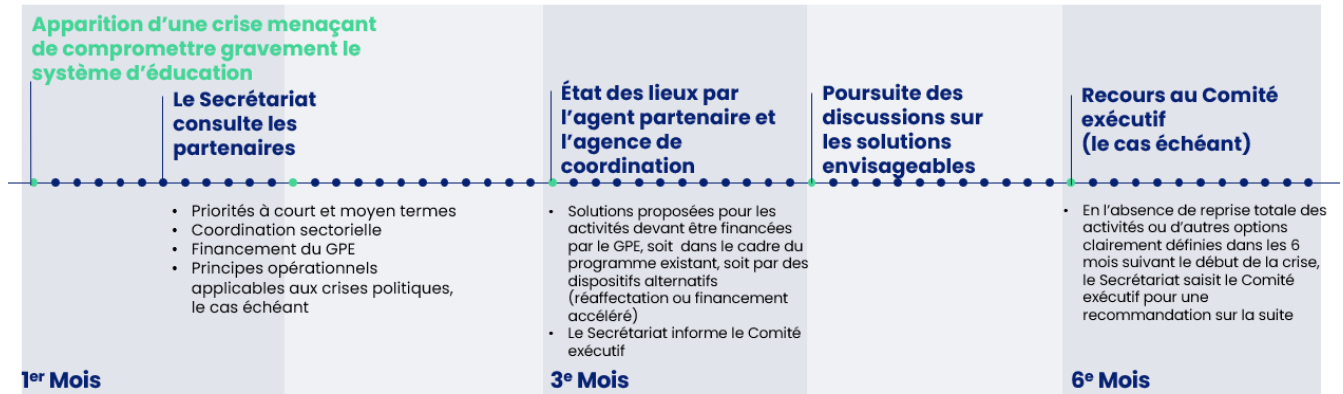 Apparition d’une crise menaçant
de compromettre gravement le
système d’éducation
Le Secrétariat
consulte les
partenaires
• Priorités à court et moyen termes
• Coordination sectorielle
• Financement du GPE
• Principes opérationnels
applicables aux crises politiques,
le cas échéant
1er Mois
État des lieux par
l’agent partenaire et
l’agence de
coordination
• Solutions proposées pour les
activités devant être financées
par le GPE, soit dans le cadre du
programme existant, soit par des
dispositifs alternatifs
(réaffectation ou financement
accéléré)
• Le Secrétariat informe le Comité
exécutif
3e Mois
Poursuite des
discussions sur
les solutions
envisageables
Recours au Comité
exécutif
(le cas échéant)
• En l’absence de reprise totale des
activités ou d’autres options
clairement définies dans les 6
mois suivant le début de la crise,
le Secrétariat saisit le Comité
exécutif pour une
recommandation sur la suite
6e Mois